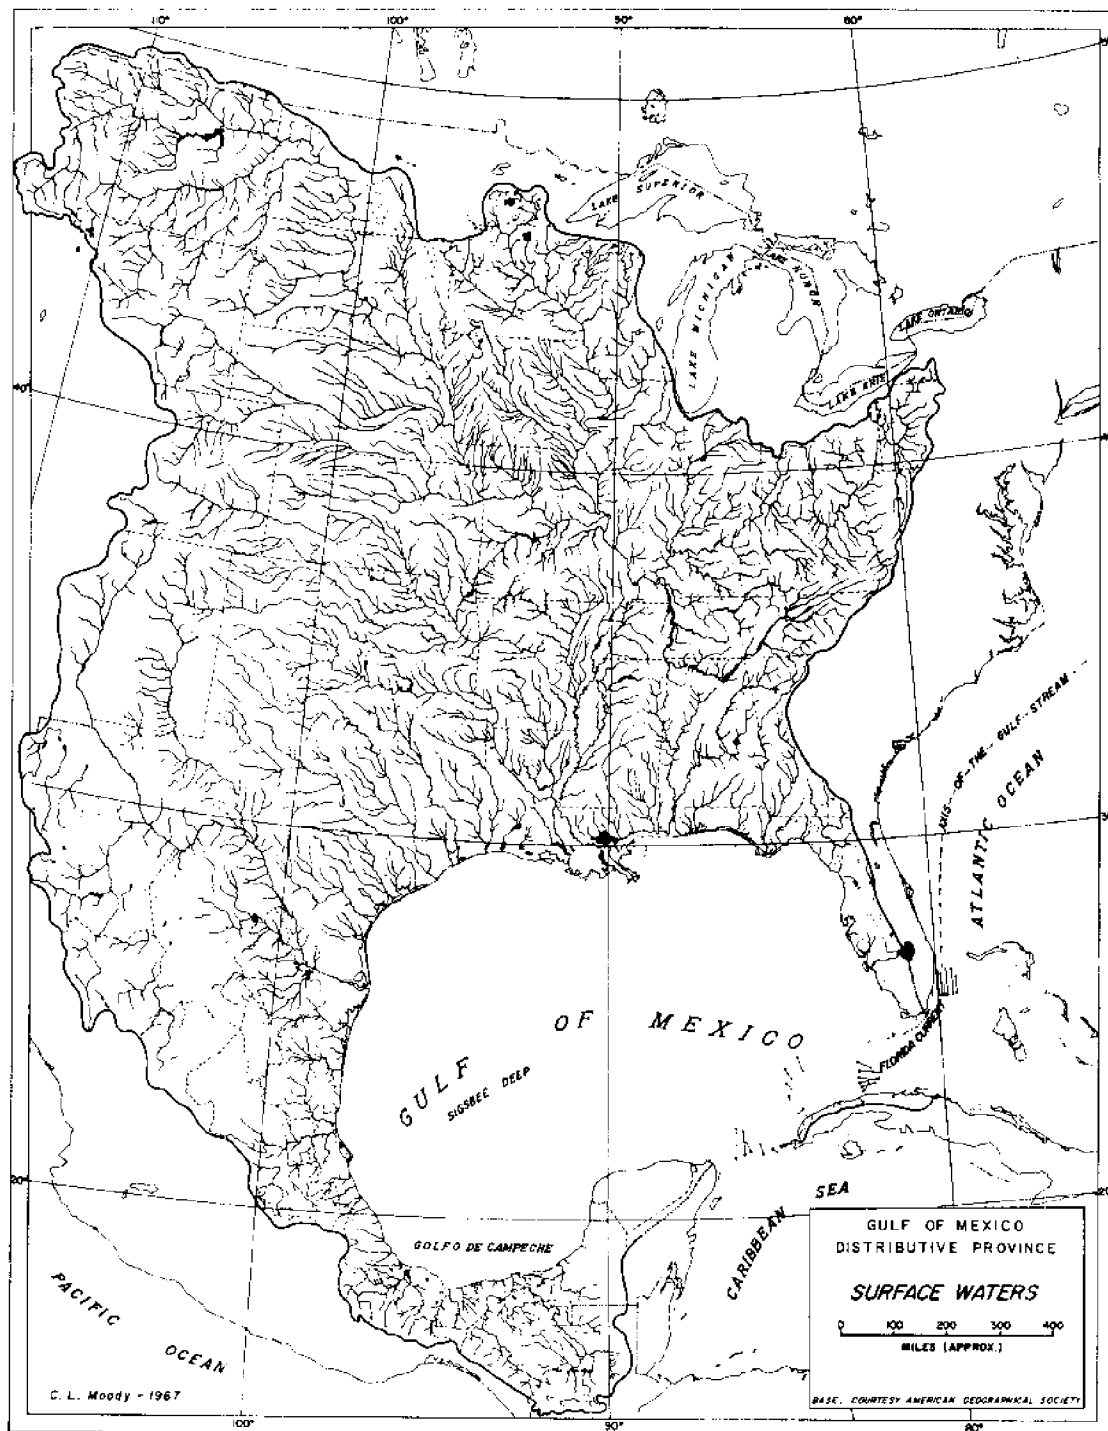 110°
100°
90°
80°
LAKE SUPERIOR
LAKE MICHIGAN
LAKE HURON
LAKE ONTARIO
LAKE ERIE
40°
AXIS-OF-THE-GULF-STREAM
ATLANTIC OCEAN
GULF OF MEXICO
SIGSBEE DEEP
FLORIDA CURRENT
20°
CARIBBEAN SEA
GOLFO DE CAMPECHE
PACIFIC
OCEAN
GULF OF MEXICO
DISTRIBUTIVE PROVINCE
SURFACE WATERS
0 100 200 300 400
MILES (APPROX.)
BASE, COURTESY AMERICAN GEOGRAPHICAL SOCIETY
C. L. Moody - 1967
100°
90°
80°